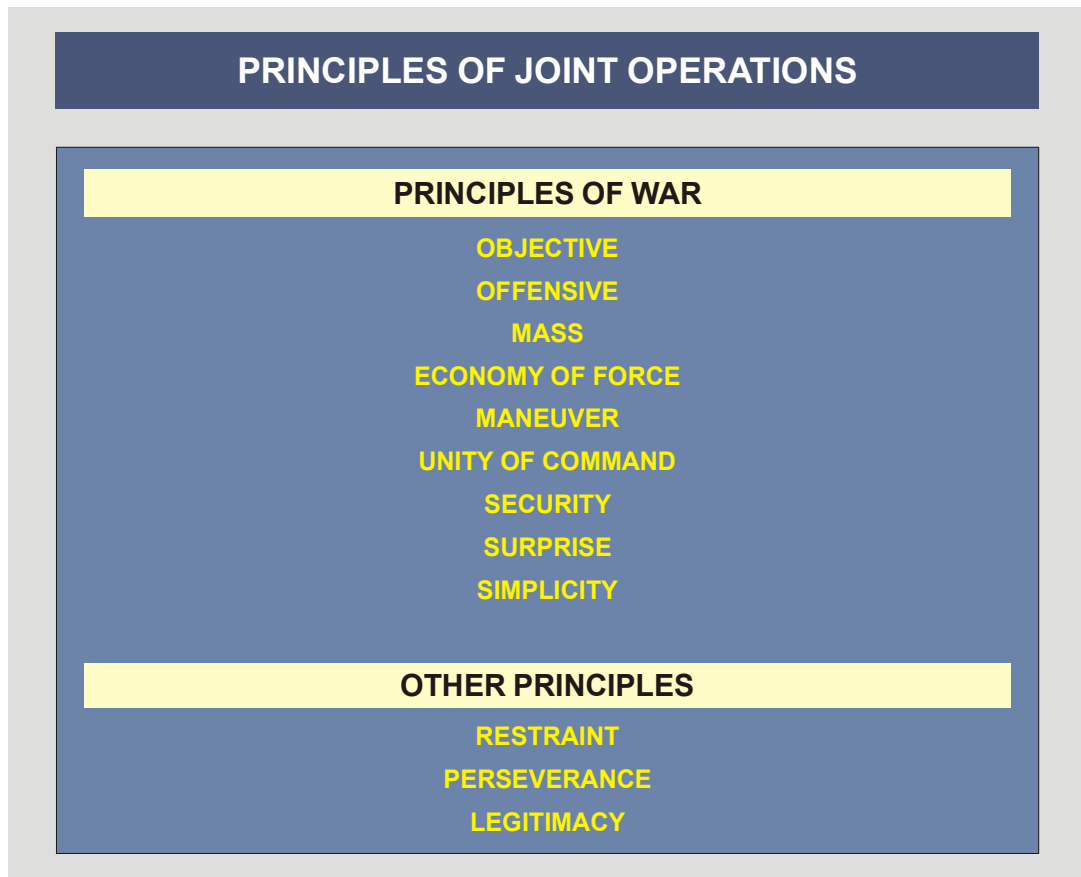 PRINCIPLES OF JOINT OPERATIONS
PRINCIPLES OF WAR
OBJECTIVE
OFFENSIVE
MASS
ECONOMY OF FORCE
MANEUVER
UNITY OF COMMAND
SECURITY
SURPRISE
SIMPLICITY
OTHER PRINCIPLES
RESTRAINT
PERSEVERANCE
LEGITIMACY